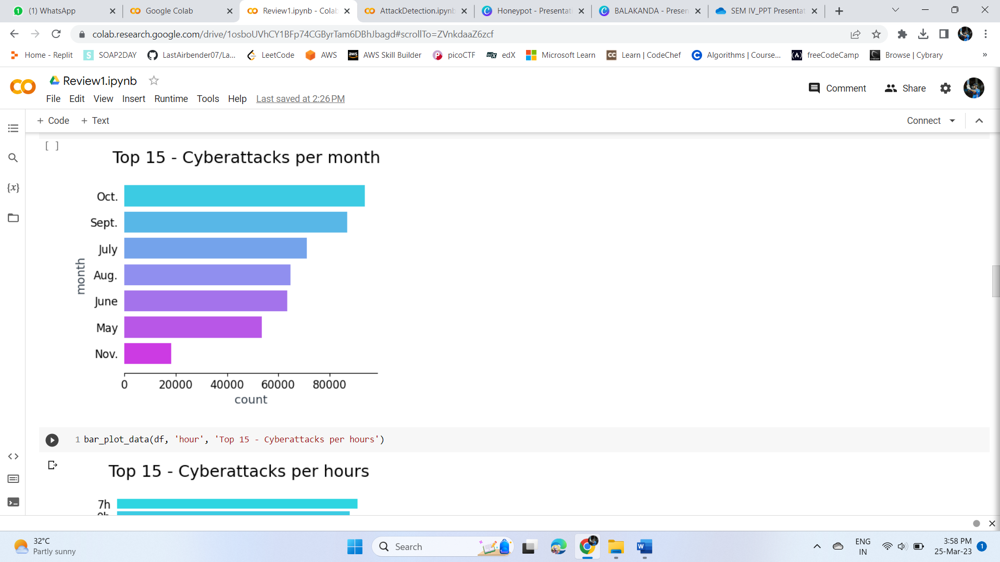 (1) WhatsApp
Google Colab
Review1.ipynb - Colab
AttackDetection.ipynb
Honeypot - Presentati
BALAKANDA - Presen
SEM IV_PPT Presentat
colab.research.google.com/drive/1osboUVhCY1BFp74CGByrTam6DBhJbagd#scrollTo=ZVnkdaaZ6zcf
Home - Replit
SOAP2DAY
LastAirbender07/La...
LeetCode
AWS
AWS Skill Builder
picoCTF
edX
Microsoft Learn
Learn | CodeChef
Algorithms | Course...
freeCodeCamp
Browse | Cybrary
»
Review1.ipynb
Comment
Share
File Edit View Insert Runtime Tools Help Last saved at 2:26 PM
+ Code + Text
Connect
[ ]
Top 15 - Cyberattacks per month
Oct.
Sept.
July
Aug.
June
May
Nov.
month
0 20000 40000 60000 80000
count
1 bar_plot_data(df, 'hour', 'Top 15 - Cyberattacks per hours')
Top 15 - Cyberattacks per hours
7h
32°C
Partly sunny
Search
ENG
IN
3:58 PM
25-Mar-23
1